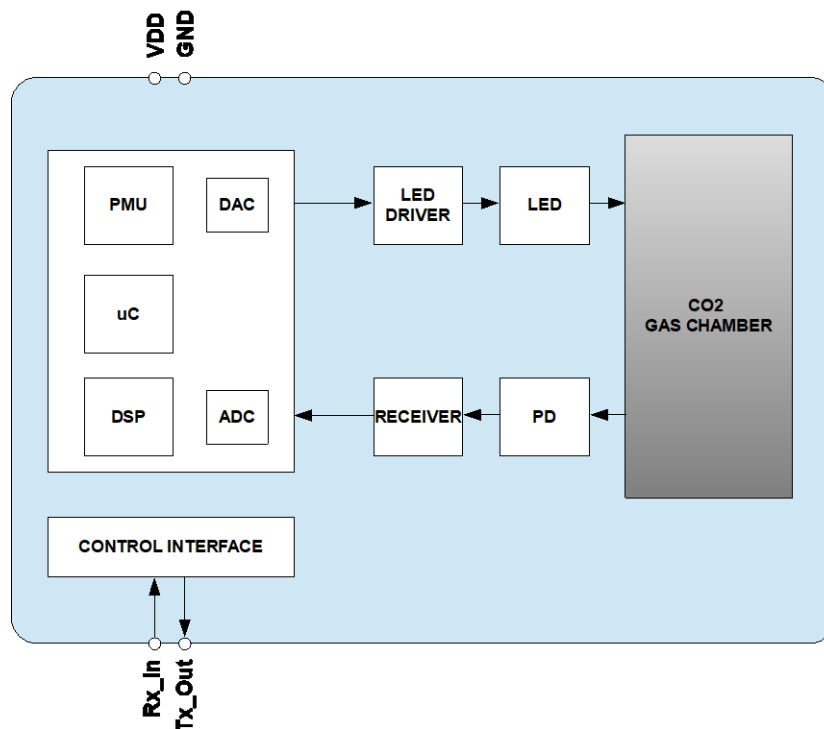 VDD
GND
PMU
DAC
LED
DRIVER
LED
CO2
GAS CHAMBER
uC
DSP
ADC
RECEIVER
PD
CONTROL INTERFACE
Rx_In
Tx_Out